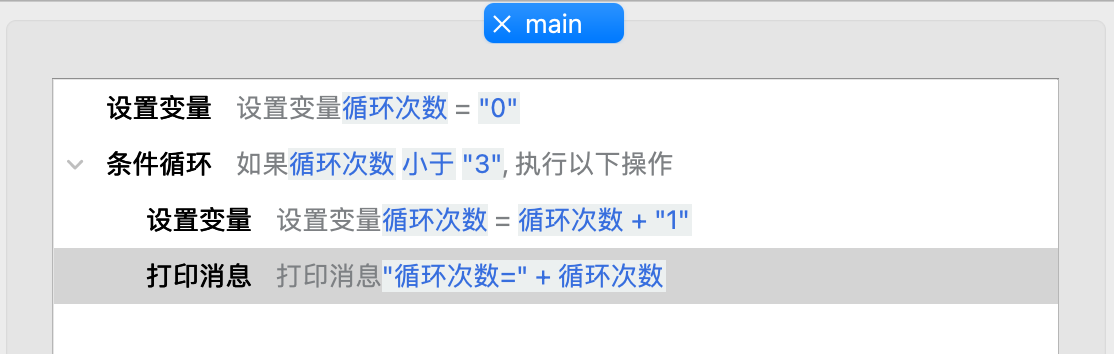 main
设置变量 设置变量循环次数 = "0"
条件循环 如果循环次数 小于 "3", 执行以下操作
设置变量 设置变量循环次数 = 循环次数 + "1"
打印消息 打印消息"循环次数=" + 循环次数